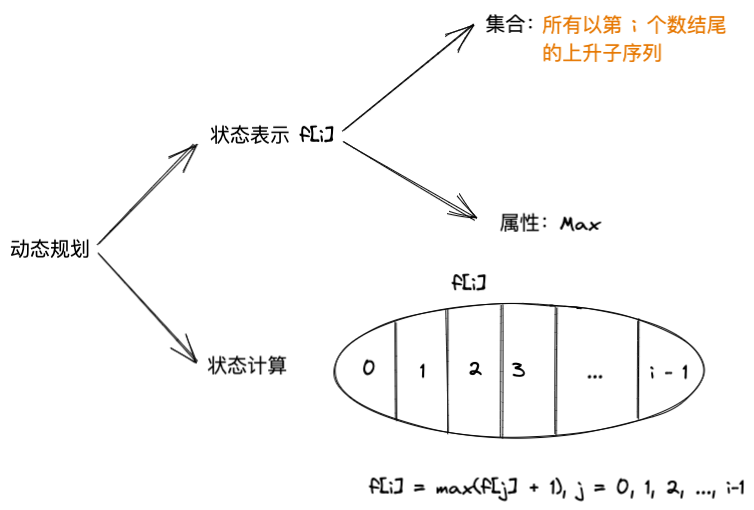 集合：所有以第 i 个数结尾
的上升子序列
状态表示 f[i]
属性：Max
动态规划
f[i]
状态计算
0 1 2 3 ... i - 1
f[i] = max(f[j] + 1), j = 0, 1, 2, ..., i-1